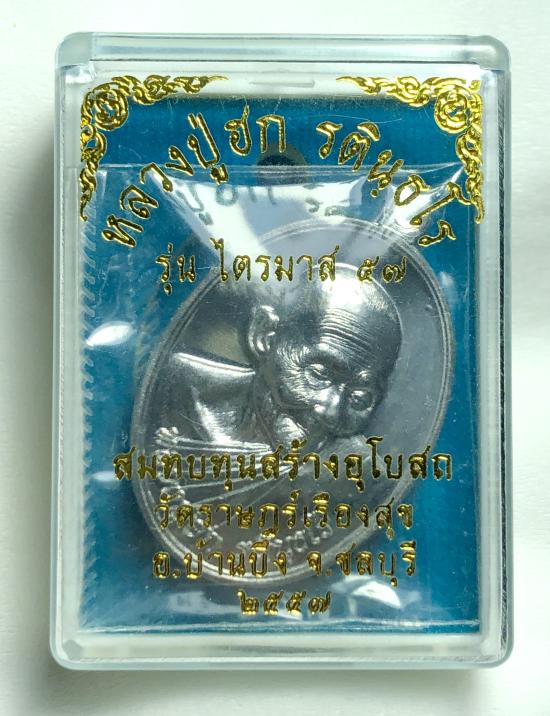 หลวงปู่ฮก รตินฺธโร
รุ่น ไตรมาส ๕๗
สมทบทุนสร้างอุโบสถ
วัดราษฎร์เรืองสุข
อ.บ้านบึง จ.ชลบุรี
๒๕๕๗